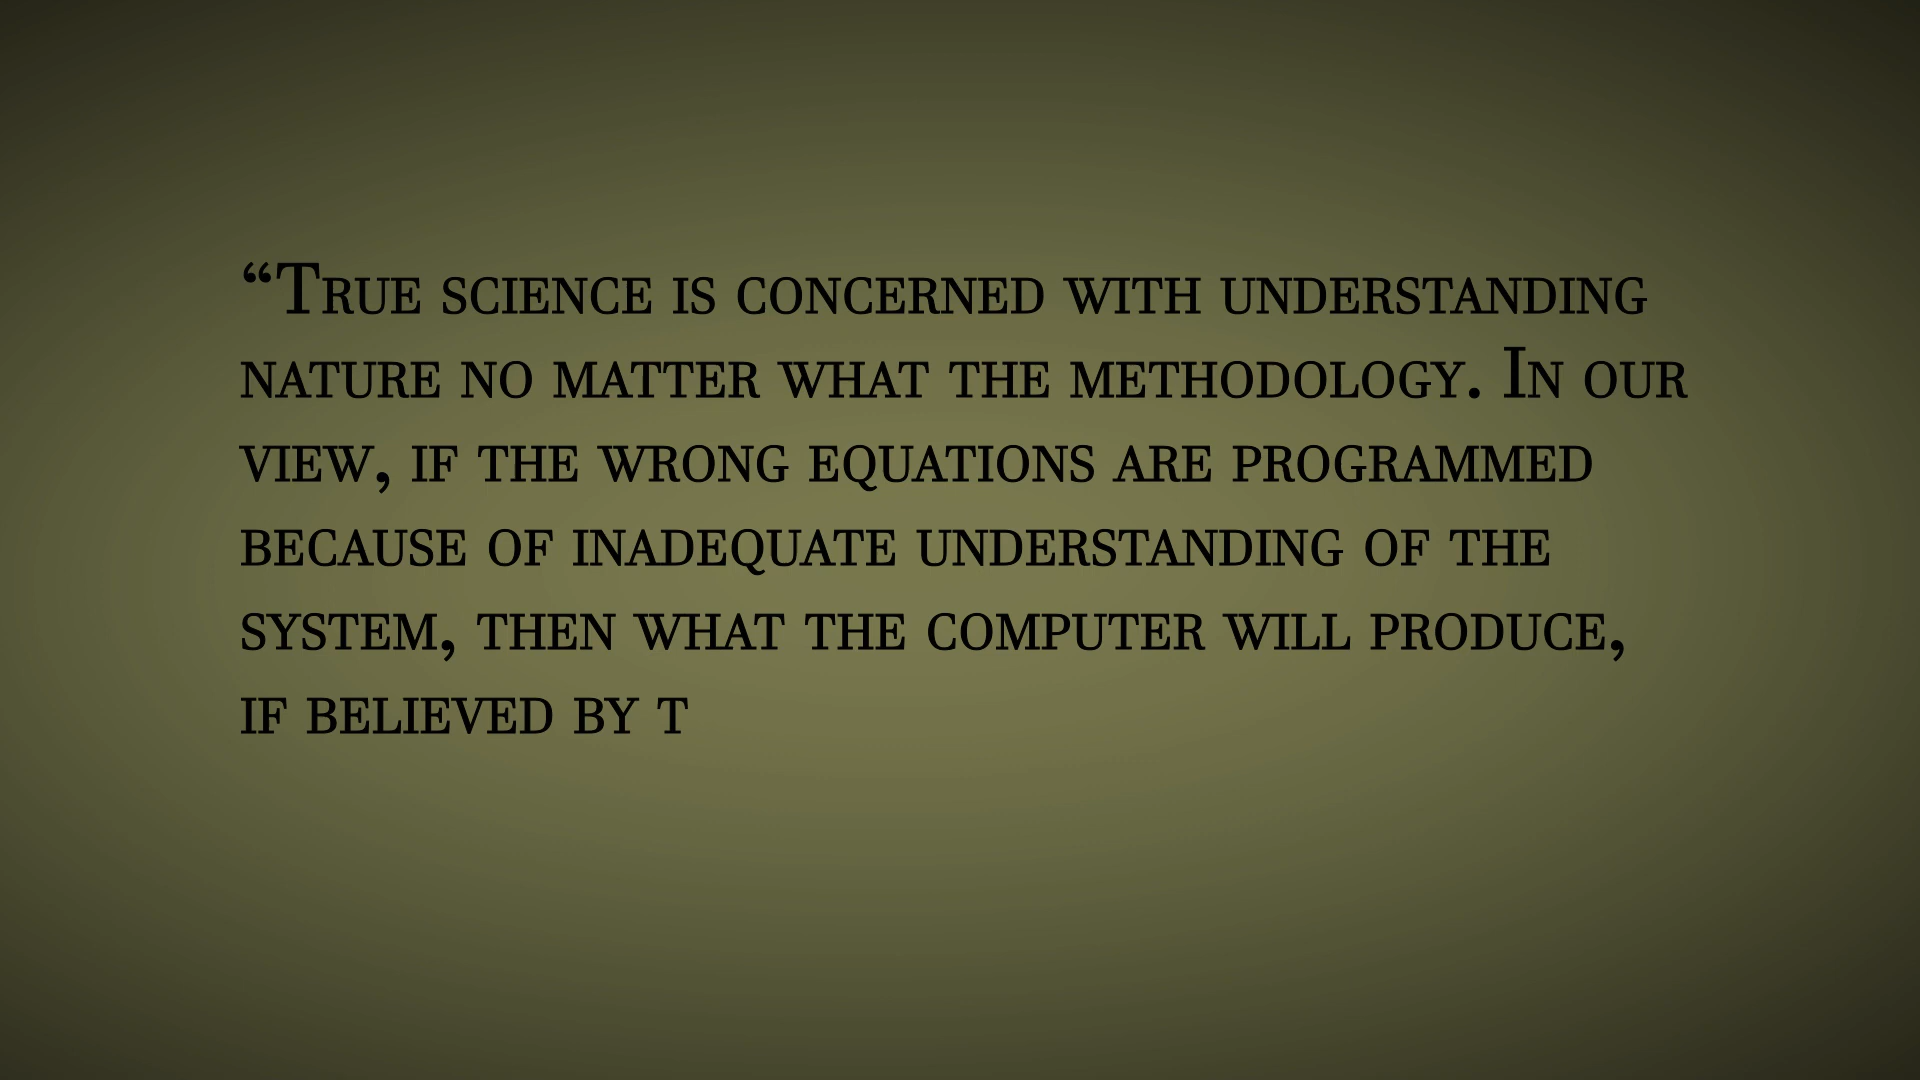 “True science is concerned with understanding
nature no matter what the methodology. In our
view, if the wrong equations are programmed
because of inadequate understanding of the
system, then what the computer will produce,
if believed by t